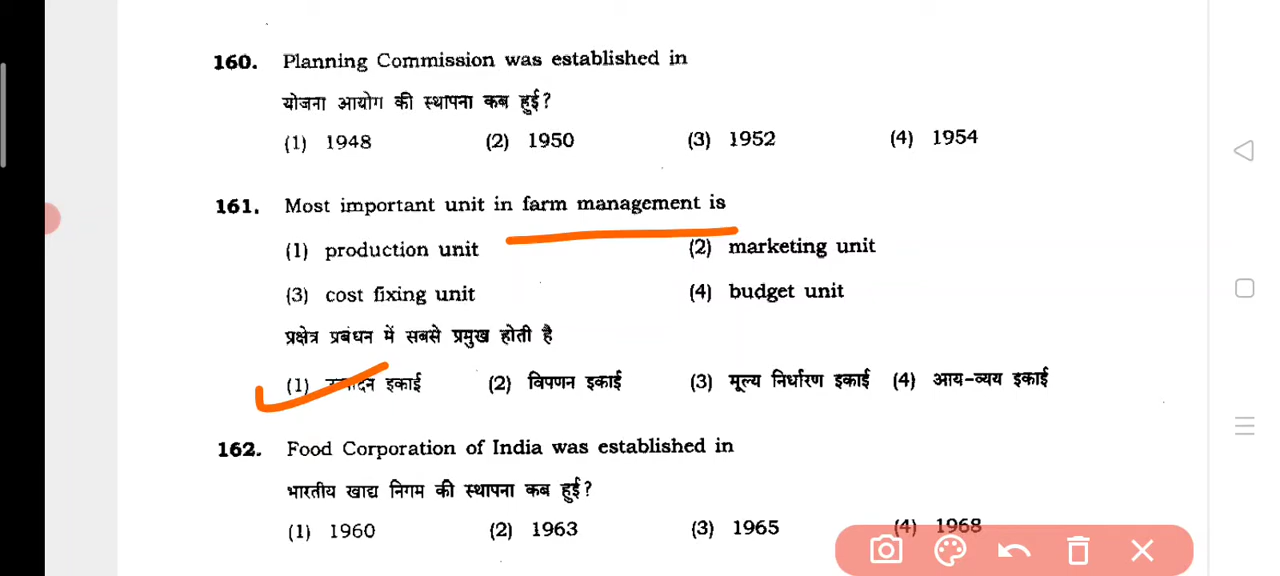 160. Planning Commission was established in
योजना आयोग की स्थापना कब हुई?
(1) 1948 (2) 1950 (3) 1952 (4) 1954
161. Most important unit in farm management is
(1) production unit (2) marketing unit
(3) cost fixing unit (4) budget unit
प्रक्षेत्र प्रबंधन में सबसे प्रमुख होती है
(1) इकाई (2) विपणन इकाई (3) मूल्य निर्धारण इकाई (4) आय-व्यय इकाई
162. Food Corporation of India was established in
भारतीय खाद्य निगम की स्थापना कब हुई?
(1) 1960 (2) 1963 (3) 1965 (4) 1968